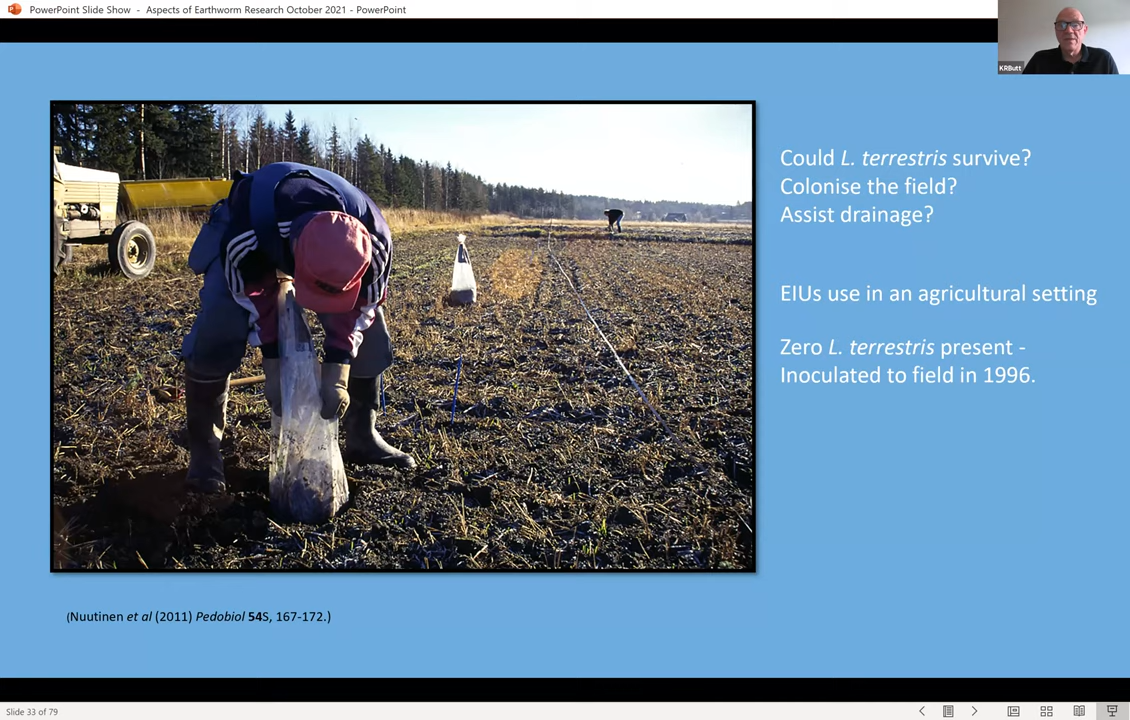 PowerPoint Slide Show - Aspects of Earthworm Research October 2021 - PowerPoint
KRButt
Could L. terrestris survive?
Colonise the field?
Assist drainage?
EIUs use in an agricultural setting
Zero L. terrestris present -
Inoculated to field in 1996.
(Nuutinen et al (2011) Pedobiol 54S, 167-172.)
Slide 33 of 79